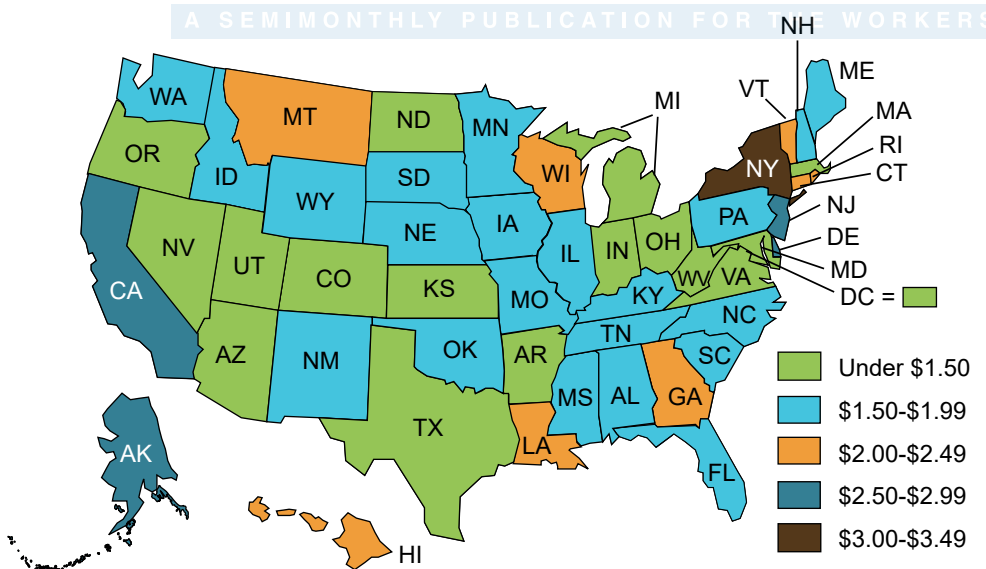 A SEMIMONTHLY PUBLICATION FOR THE WORKERS
NH
WA
MT
ND
MN
MI
VT
ME
MA
OR
ID
SD
WI
NY
RI
CT
WY
PA
NJ
NE
IA
NV
UT
CO
IL
IN
OH
DE
MD
WV
VA
CA
KS
MO
KY
DC =
NC
TN
AZ
NM
OK
AR
SC
Under $1.50
MS
AL
GA
$1.50-$1.99
TX
LA
AK
$2.00-$2.49
FL
$2.50-$2.99
HI
$3.00-$3.49